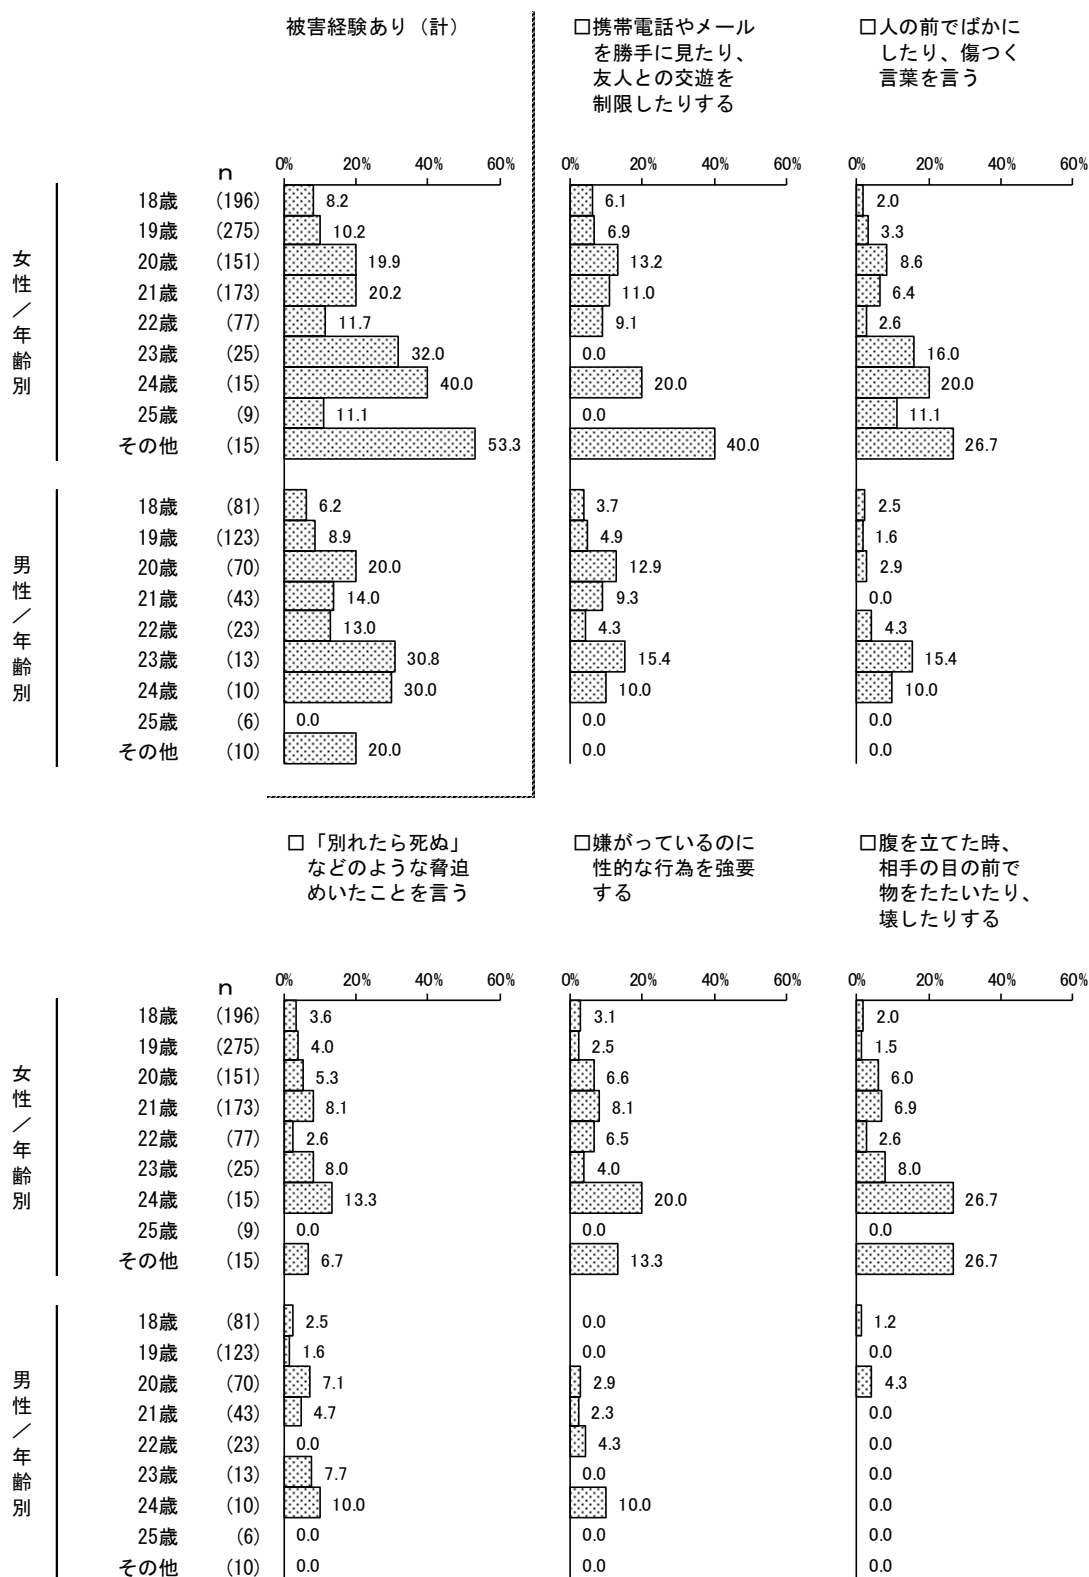 被害経験あり（計）
□携帯電話やメール
を勝手に見たり、
友人との交遊を
制限したりする
□人の前でばかに
したり、傷つく
言葉を言う
n 0% 20% 40% 60% 0% 20% 40% 60% 0% 20% 40% 60%
女性／年齢別
18歳 (196) 8.2 6.1 2.0
19歳 (275) 10.2 6.9 3.3
20歳 (151) 19.9 13.2 8.6
21歳 (173) 20.2 11.0 6.4
22歳 (77) 11.7 9.1 2.6
23歳 (25) 32.0 0.0 16.0
24歳 (15) 40.0 20.0 20.0
25歳 (9) 11.1 0.0 11.1
その他 (15) 53.3 40.0 26.7
男性／年齢別
18歳 (81) 6.2 3.7 2.5
19歳 (123) 8.9 4.9 1.6
20歳 (70) 20.0 12.9 2.9
21歳 (43) 14.0 9.3 0.0
22歳 (23) 13.0 4.3 4.3
23歳 (13) 30.8 15.4 15.4
24歳 (10) 30.0 10.0 10.0
25歳 (6) 0.0 0.0 0.0
その他 (10) 20.0 0.0 0.0
□「別れたら死ぬ」
などのような脅迫
めいたことを言う
□嫌がっているのに
性的な行為を強要
する
□腹を立てた時、
相手の目の前で
物をたたいたり、
壊したりする
n 0% 20% 40% 60% 0% 20% 40% 60% 0% 20% 40% 60%
女性／年齢別
18歳 (196) 3.6 3.1 2.0
19歳 (275) 4.0 2.5 1.5
20歳 (151) 5.3 6.6 6.0
21歳 (173) 8.1 8.1 6.9
22歳 (77) 2.6 6.5 2.6
23歳 (25) 8.0 4.0 8.0
24歳 (15) 13.3 20.0 26.7
25歳 (9) 0.0 0.0 0.0
その他 (15) 6.7 13.3 26.7
男性／年齢別
18歳 (81) 2.5 0.0 1.2
19歳 (123) 1.6 0.0 0.0
20歳 (70) 7.1 2.9 4.3
21歳 (43) 4.7 2.3 0.0
22歳 (23) 0.0 4.3 0.0
23歳 (13) 7.7 0.0 0.0
24歳 (10) 10.0 10.0 0.0
25歳 (6) 0.0 0.0 0.0
その他 (10) 0.0 0.0 0.0